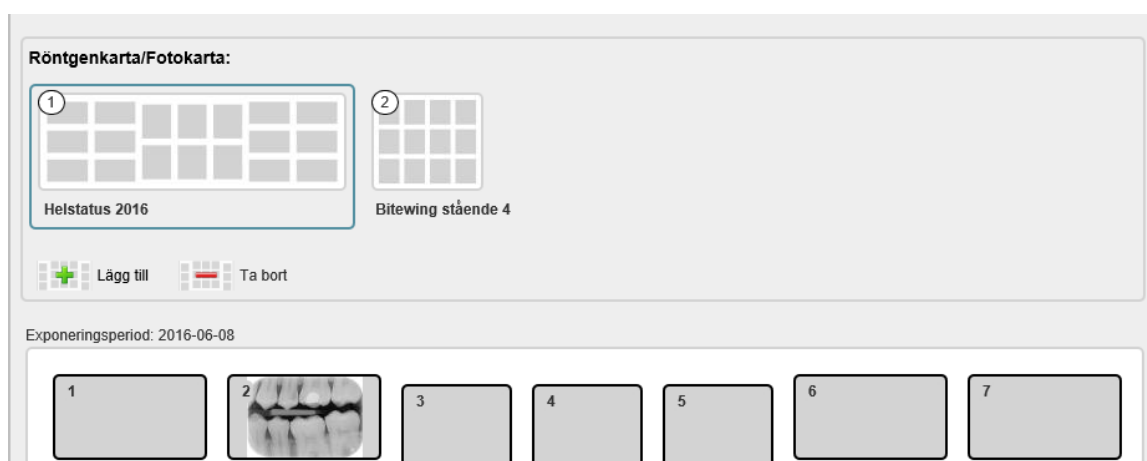 Röntgenkarta/Fotokarta:
1
2
Helstatus 2016
Bitewing stående 4
Lägg till
Ta bort
Exponeringsperiod: 2016-06-08
1
2
3
4
5
6
7